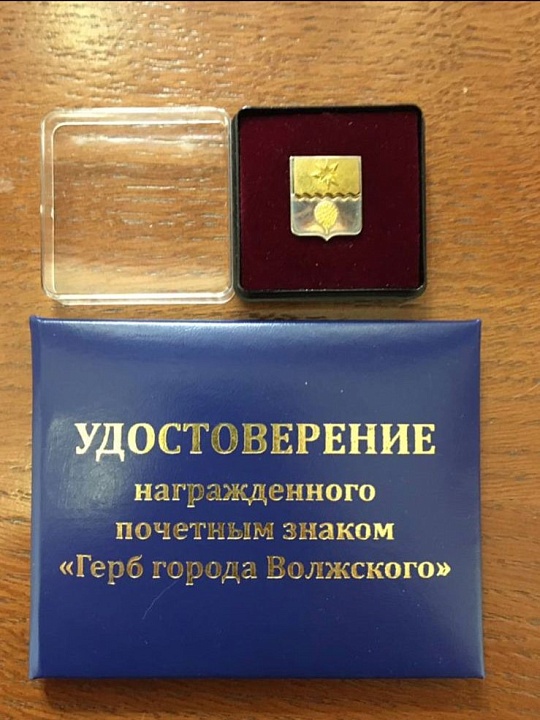 УДОСТОВЕРЕНИЕ
награжденного
почетным знаком
«Герб города Волжского»